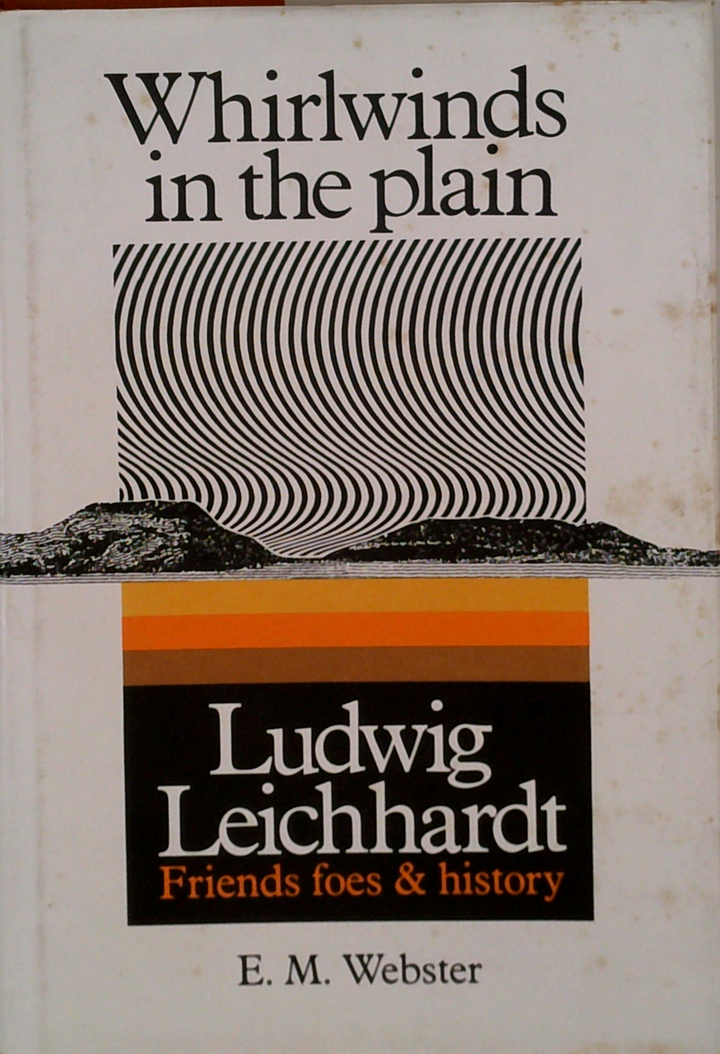 Whirlwinds
in the plain
Ludwig
Leichhardt
Friends foes & history
E. M. Webster